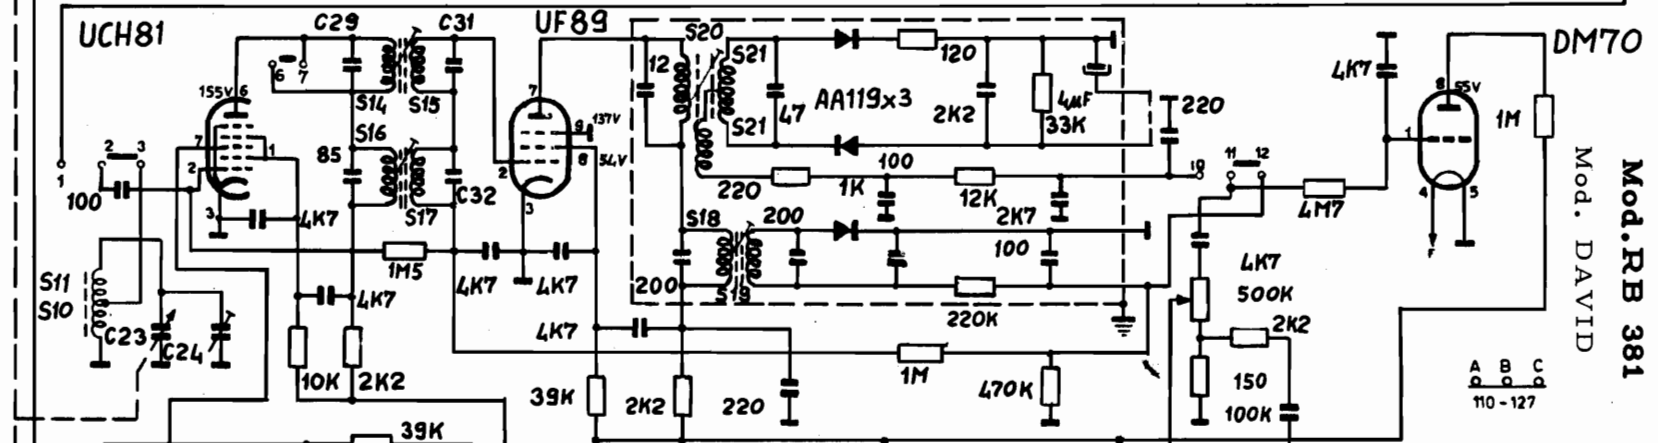 UCH81
C29
C31
UF89
DM70
S20
S21
12
120
4K7
155V
6
6
7
7
8
55V
S14
S15
47
AA119x3
2K2
4µF
33K
220
1M
S16
137V
9
7
2
1
85
S21
54V
8
1
2
3
1
2
100
1K
10
11
12
220
12K
4
5
100
C32
S17
3
4K7
3
S18
200
2K7
4M7
F
1M5
4K7
4K7
100
S11
S10
4K7
200
S19
4K7
500K
C23
C24
4K7
220K
2K2
10K
2K2
1M
39K
2K2
220
470K
150
100K
39K
A B C
110-127
Mod. DAVID
Mod.RB 381